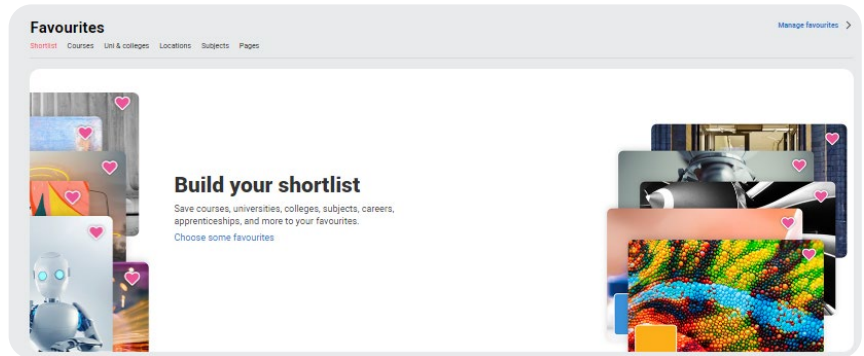 Favourites
Manage favourites
Shortlist Courses Uni & colleges Locations Subjects Pages
Build your shortlist
Save courses, universities, colleges, subjects, careers,
apprenticeships, and more to your favourites.
Choose some favourites